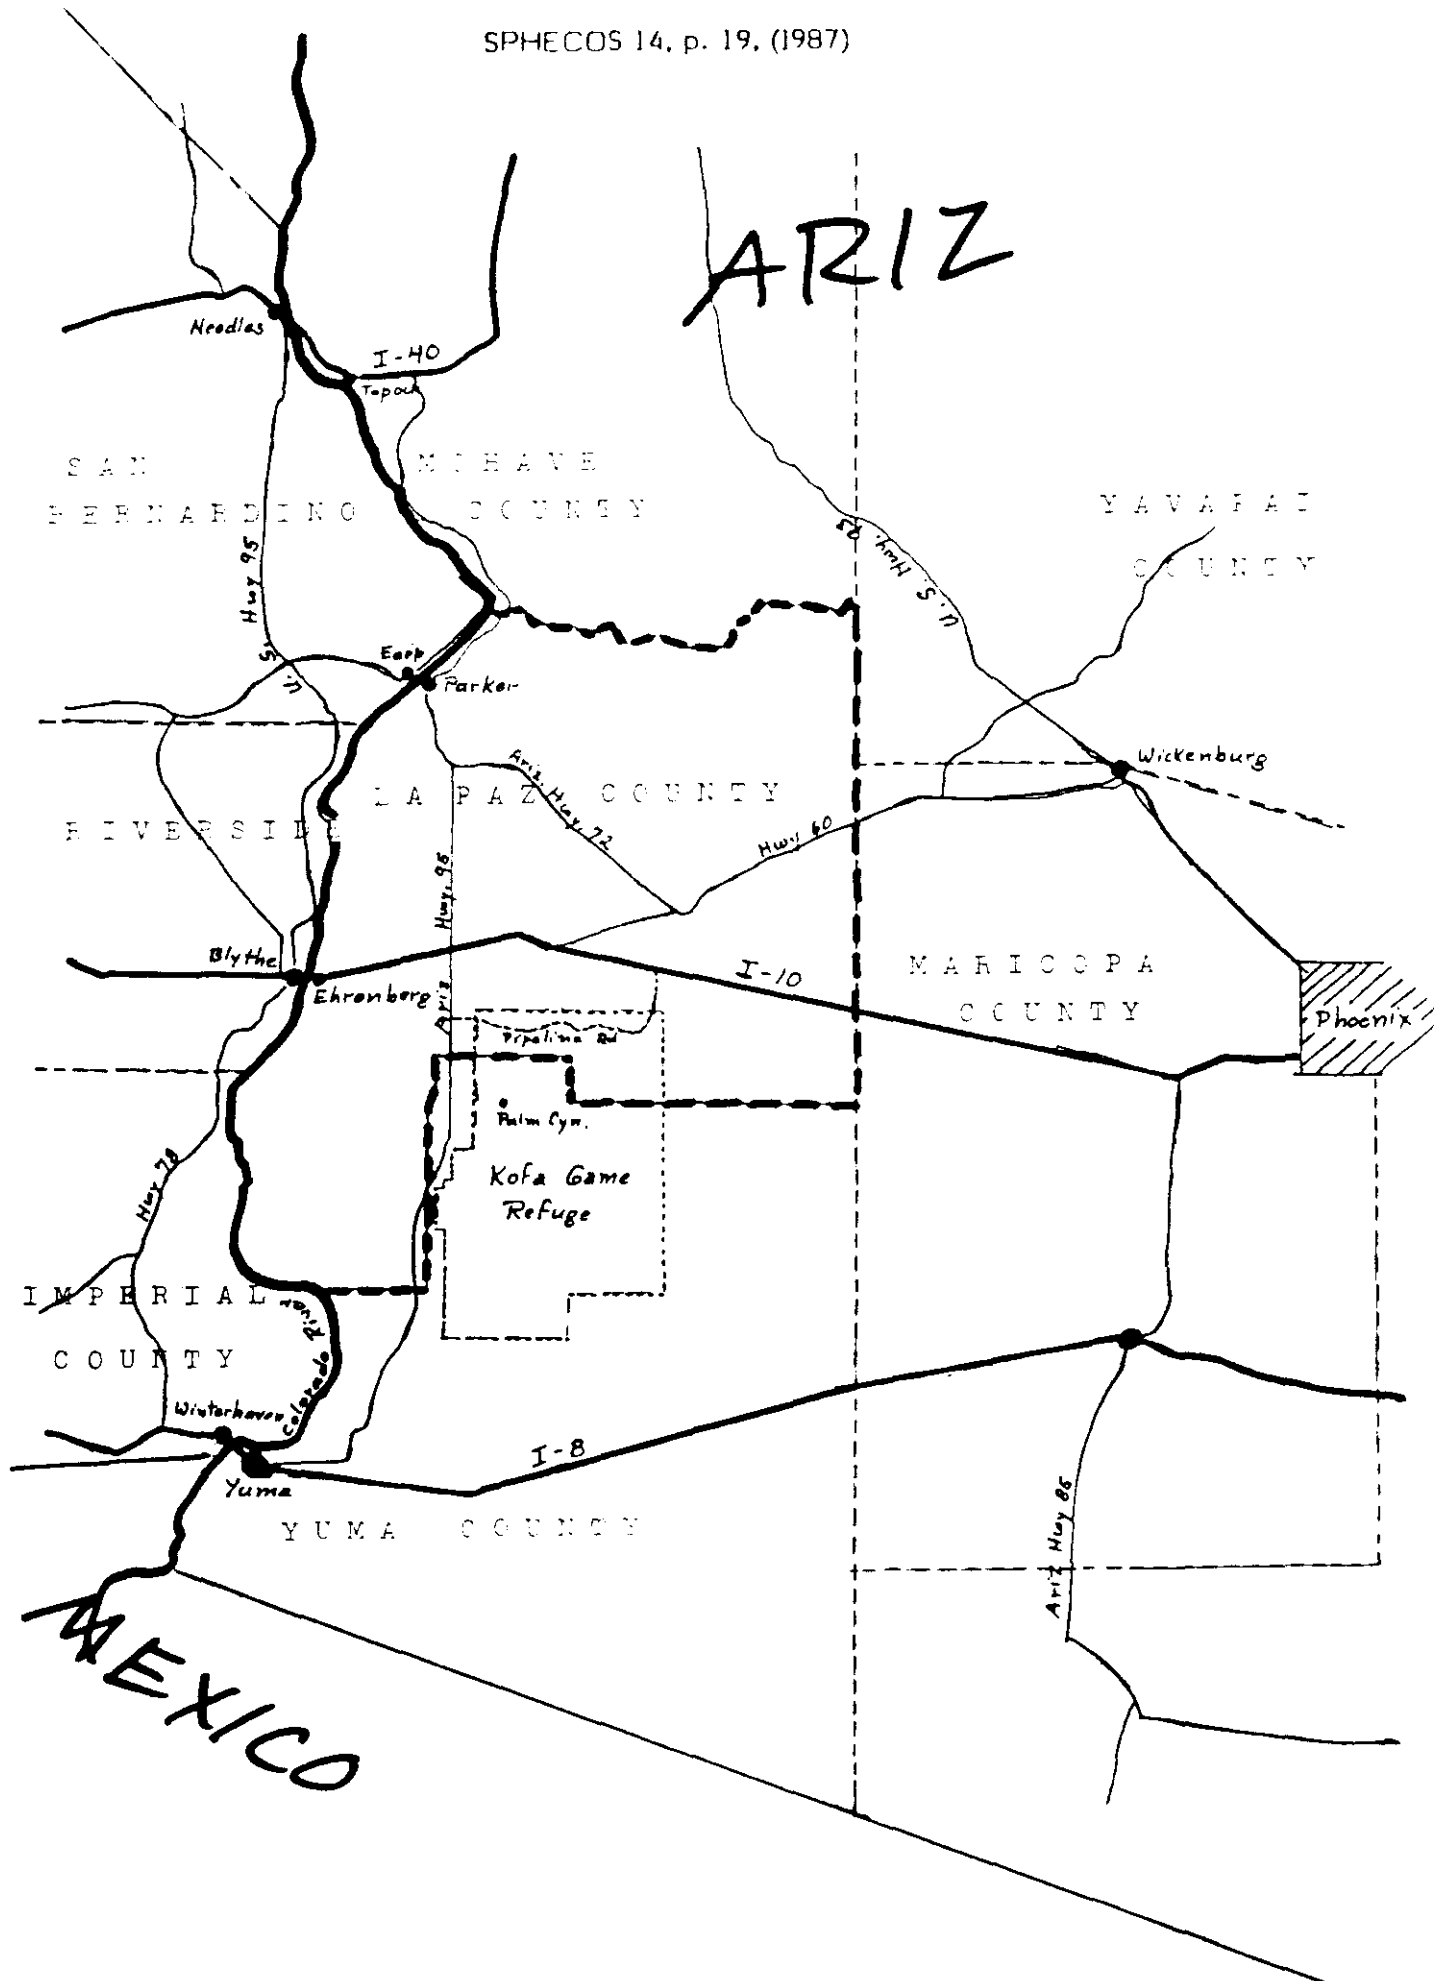 SPHECOS 14, p. 19, (1987)
ARIZ
Needles
I-40
Topock
SAN
BERNARDINO
MOHAVE
COUNTY
YAVAPAI
COUNTY
U.S. Hwy 95
U.S. Hwy.
Earp
Parker
Wickenburg
Ariz. Hwy. 72
LA PAZ COUNTY
RIVERSIDE
Hwy 60
Ariz Hwy. 95
Blythe
Ehrenberg
I-10
MARICOPA
COUNTY
Phoenix
Pipeline Rd
Palm Cyn.
Kofa Game
Refuge
Hwy 78
IMPERIAL
COUNTY
Colorado River
Winterhaven
Yuma
I-8
YUMA COUNTY
Ariz Hwy 85
MEXICO